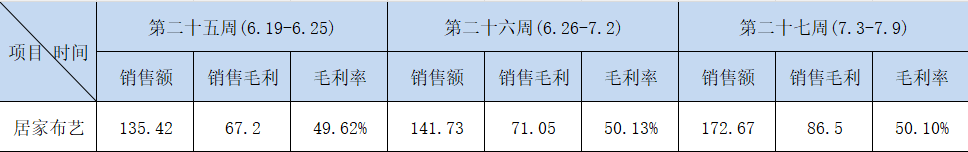 项目 时间 第二十五周(6.19-6.25) 第二十六周(6.26-7.2) 第二十七周(7.3-7.9)
销售额 销售毛利 毛利率 销售额 销售毛利 毛利率 销售额 销售毛利 毛利率
居家布艺 135.42 67.2 49.62% 141.73 71.05 50.13% 172.67 86.5 50.10%